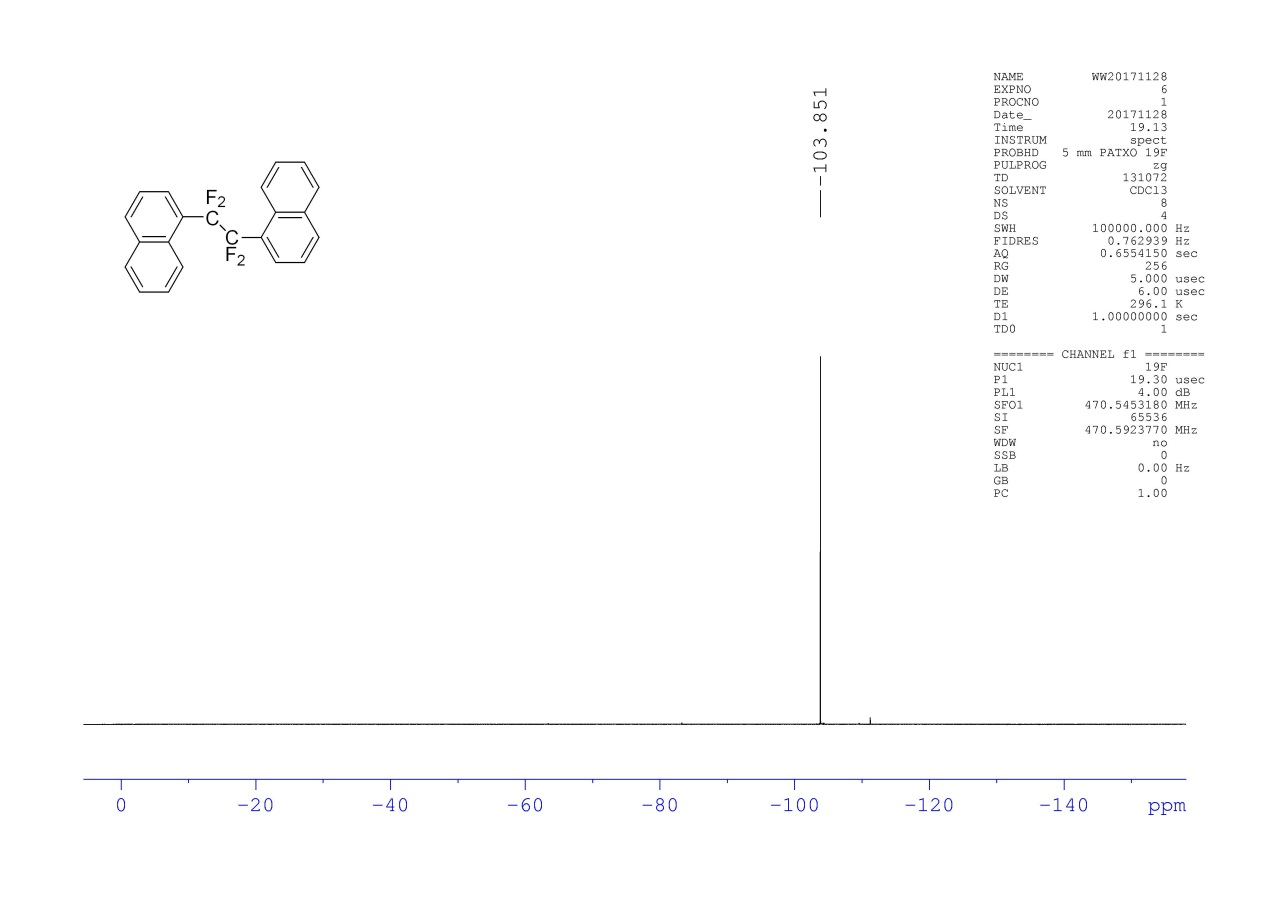 -103.851
NAME WW20171128
EXPNO 6
PROCNO 1
Date_ 20171128
Time 19.13
INSTRUM spect
PROBHD 5 mm PATXO 19F
PULPROG zg
TD 131072
SOLVENT CDCl3
NS 8
DS 4
SWH 100000.000 Hz
FIDRES 0.762939 Hz
AQ 0.6554150 sec
RG 256
DW 5.000 usec
DE 6.00 usec
TE 296.1 K
D1 1.00000000 sec
TD0 1
======== CHANNEL f1 ========
NUC1 19F
P1 19.30 usec
PL1 4.00 dB
SFO1 470.5453180 MHz
SI 65536
SF 470.5923770 MHz
WDW no
SSB 0
LB 0.00 Hz
GB 0
PC 1.00
F2
C
C
F2
0 -20 -40 -60 -80 -100 -120 -140 ppm